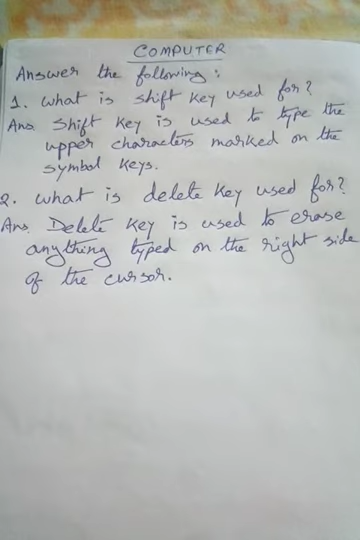 COMPUTER
Answer the following:
1. What is shift key used for?
Ans. Shift key is used to type the
upper characters marked on the
symbol keys.
2. What is delete key used for?
Ans. Delete key is used to erase
anything typed on the right side
of the cursor.